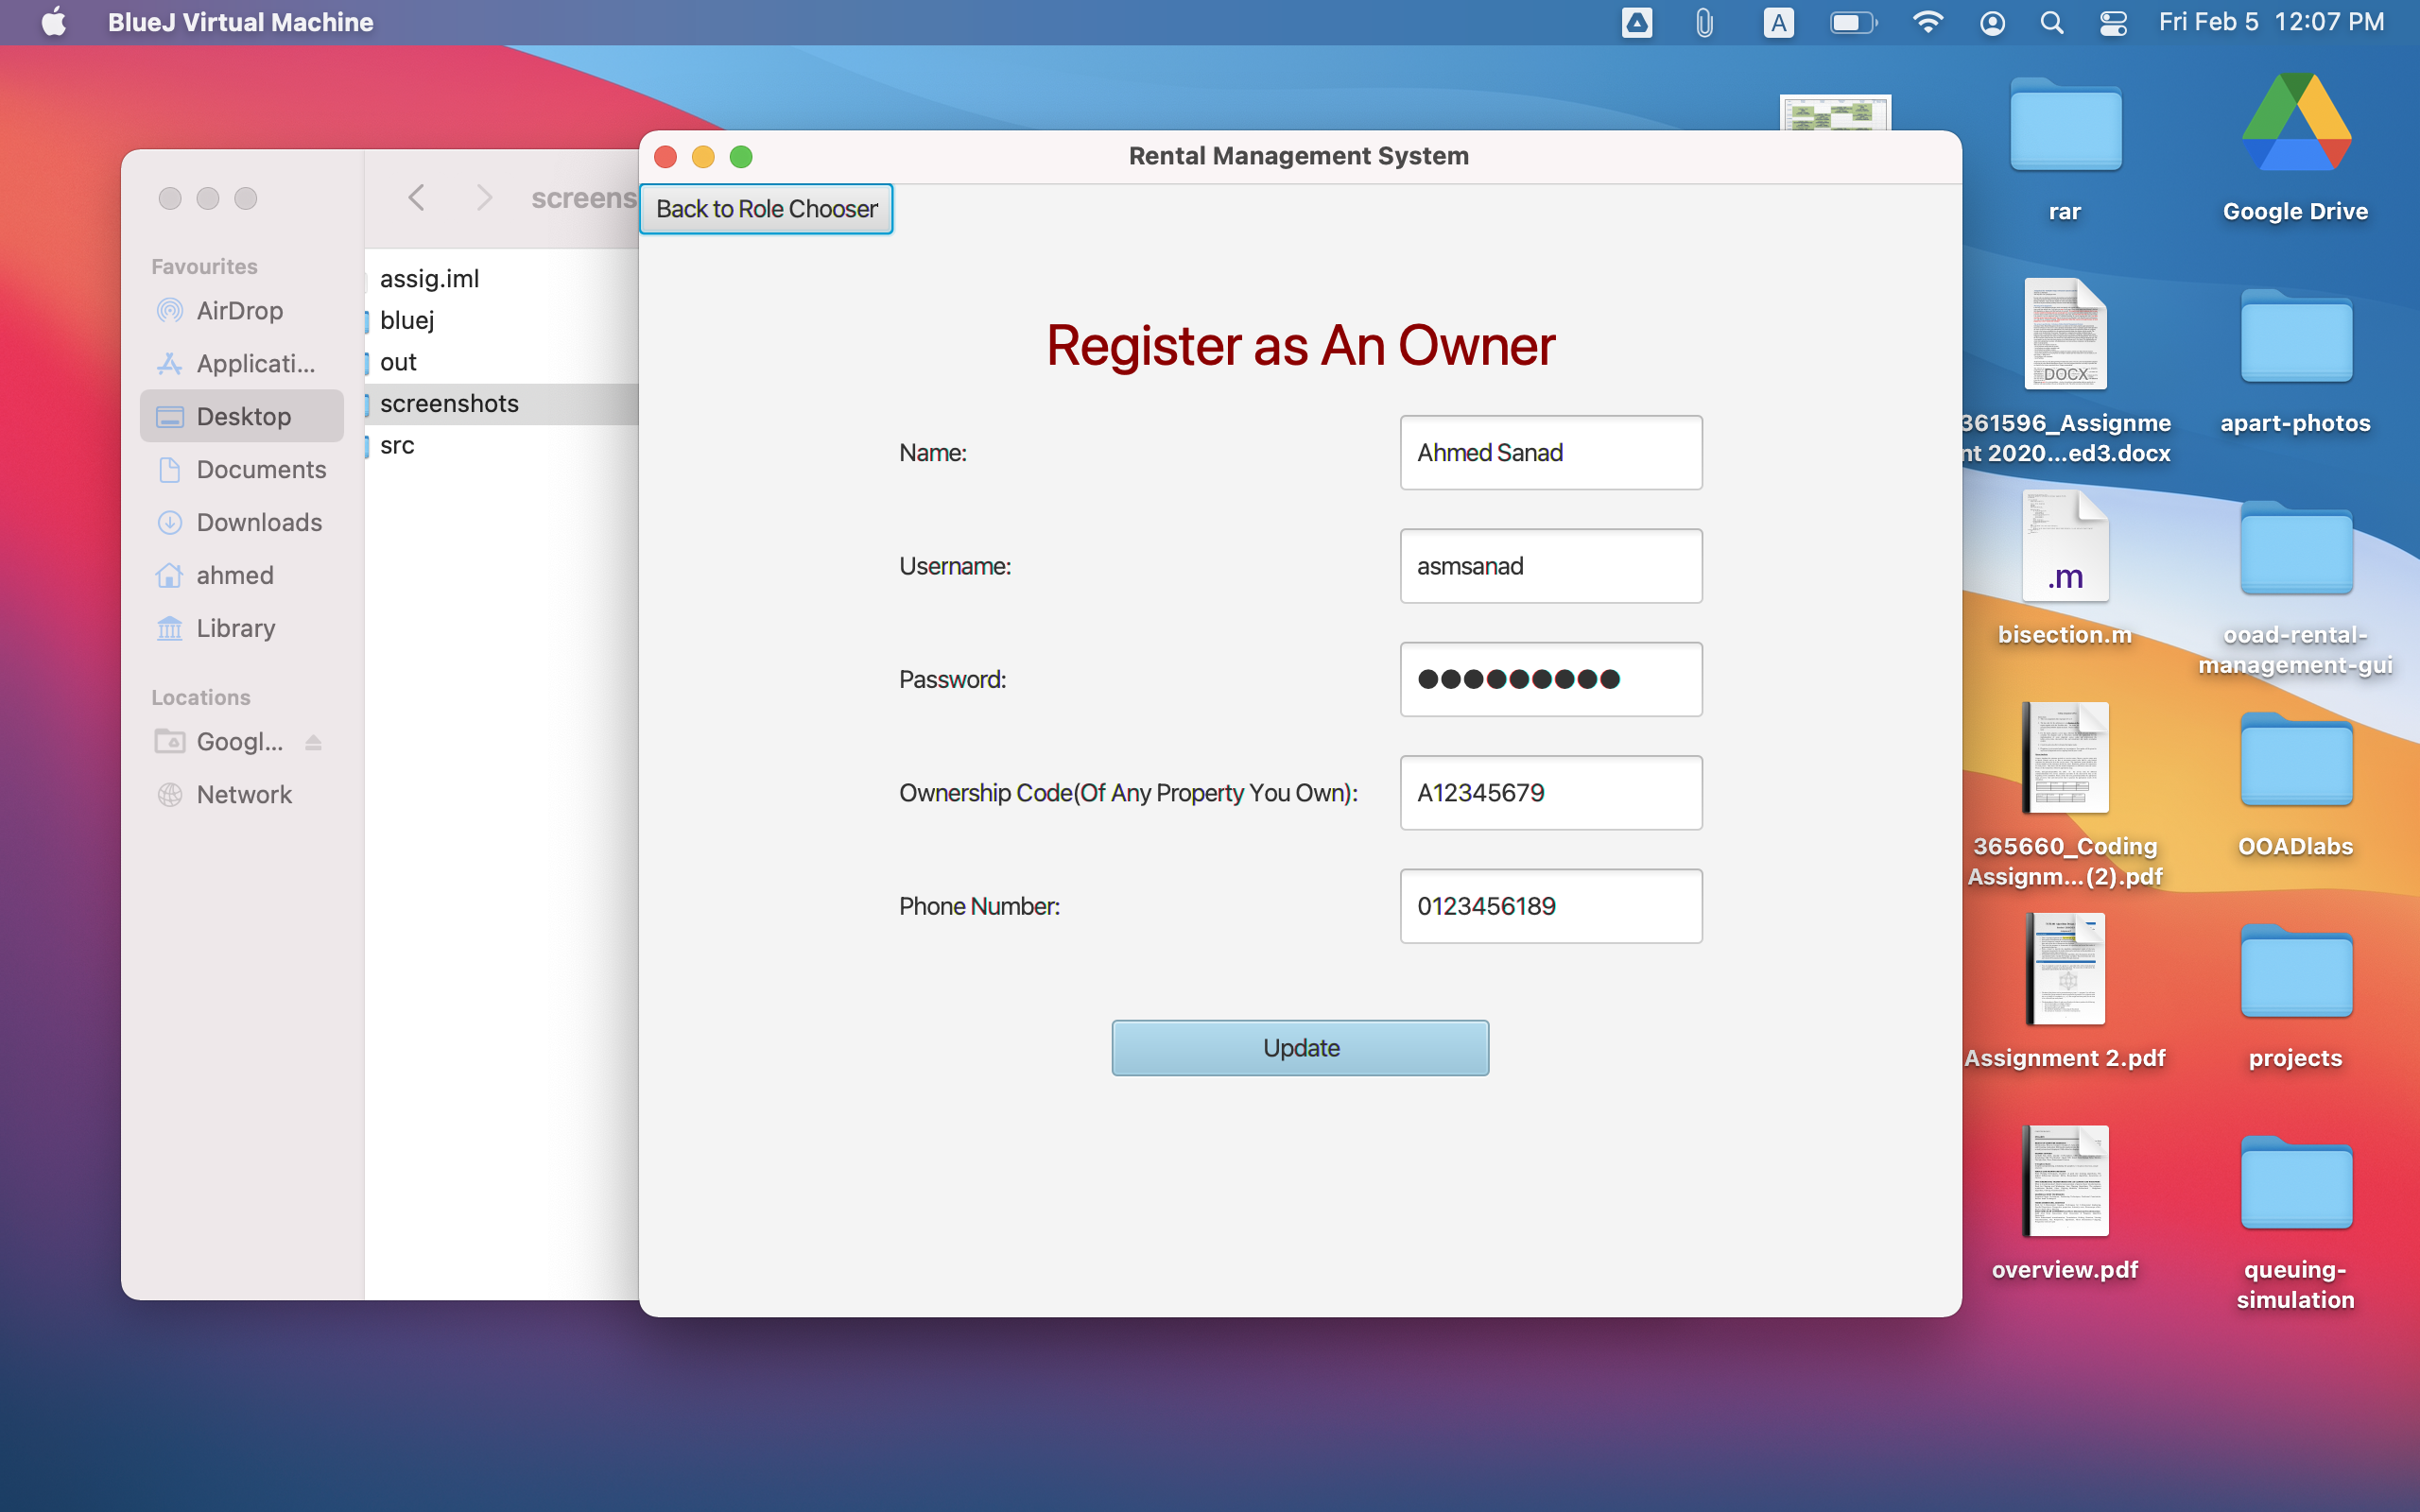 BlueJ Virtual Machine
A
Fri Feb 5 12:07 PM
screens
Favourites
AirDrop
Applicati...
Desktop
Documents
Downloads
ahmed
Library
Locations
Googl...
Network
assig.iml
bluej
out
screenshots
src
Rental Management System
Back to Role Chooser
Register as An Owner
Name:
Ahmed Sanad
Username:
asmsanad
Password:
●●●●●●●●●
Ownership Code(Of Any Property You Own):
A12345679
Phone Number:
0123456189
Update
rar
Google Drive
DOCX
361596_Assignme
nt 2020...ed3.docx
apart-photos
.m
bisection.m
ooad-rental-
management-gui
365660_Coding
Assignm...(2).pdf
OOADlabs
Assignment 2.pdf
projects
overview.pdf
queuing-
simulation